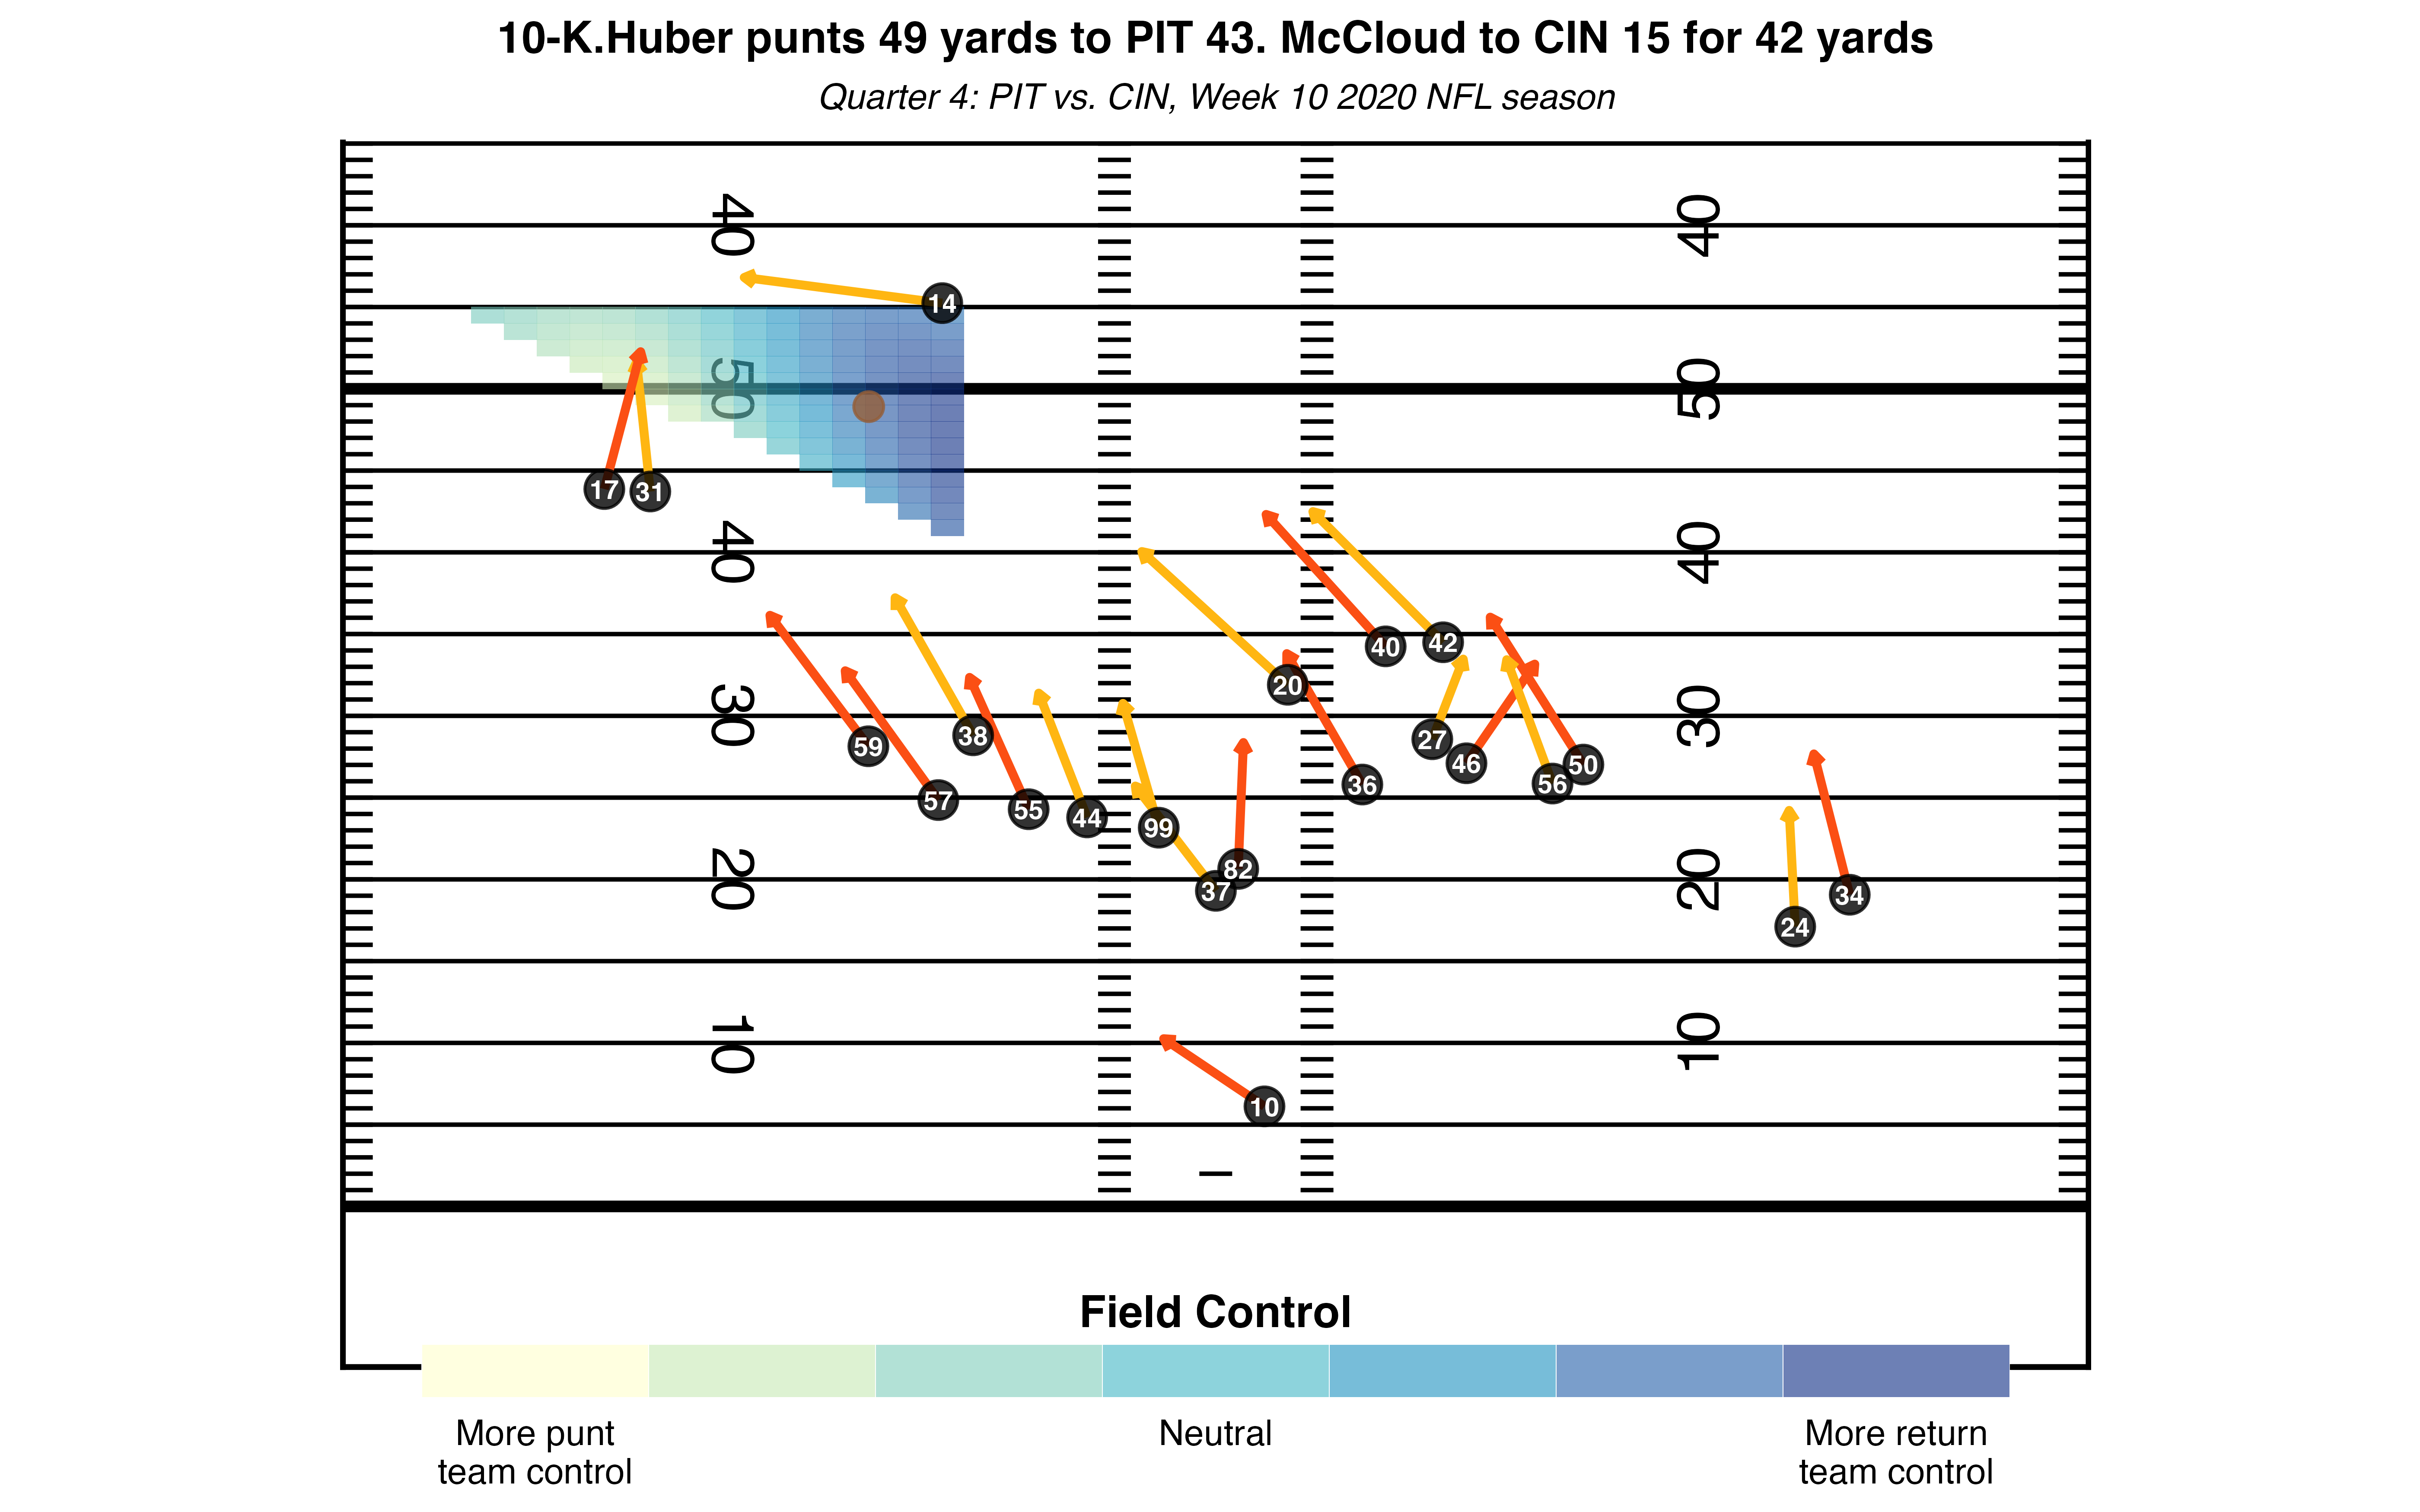 10-K.Huber punts 49 yards to PIT 43. McCloud to CIN 15 for 42 yards
Quarter 4: PIT vs. CIN, Week 10 2020 NFL season
40 40
14
50 50
17 31
40 40
40 42
20
30 30
59 38 27 46 50
57 55 44 99 36 56
82
20 20
37 34
24
10 10
10
Field Control
More punt
team control
Neutral
More return
team control